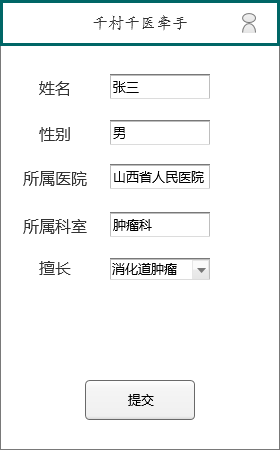 千村千医牵手
姓名 张三
性别 男
所属医院 山西省人民医院
所属科室 肿瘤科
擅长 消化道肿瘤
提交